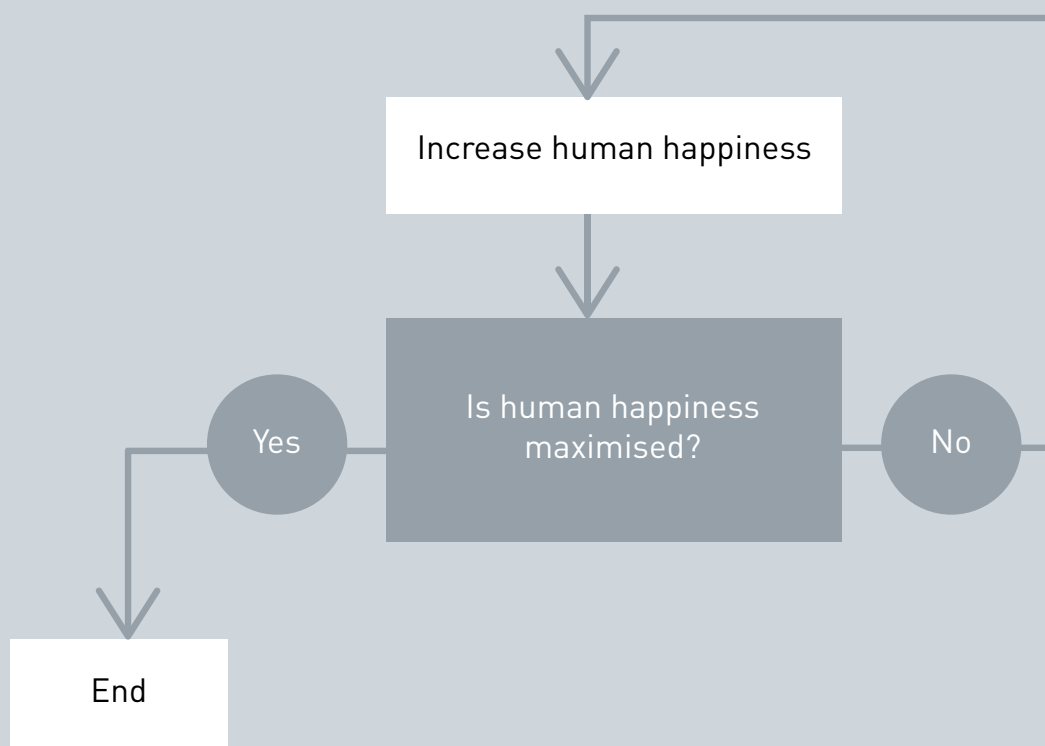 Increase human happiness
Is human happiness
maximised?
Yes
No
End